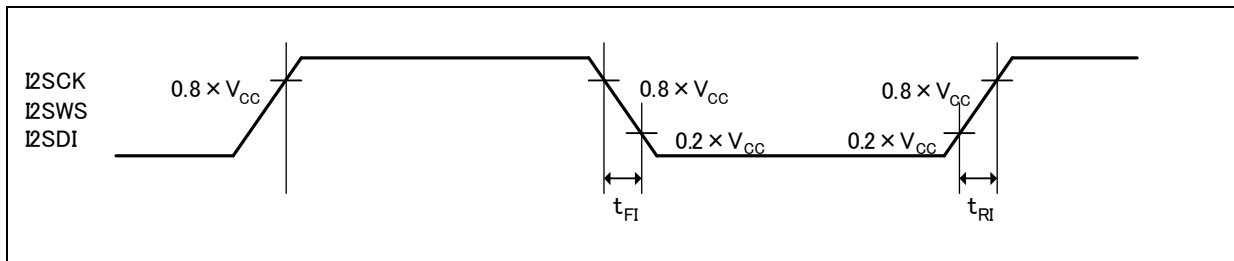 I2SCK
I2SWS
I2SDI
0.8 × VCC
0.8 × VCC
0.8 × VCC
0.2 × VCC
0.2 × VCC
tFI
tRI